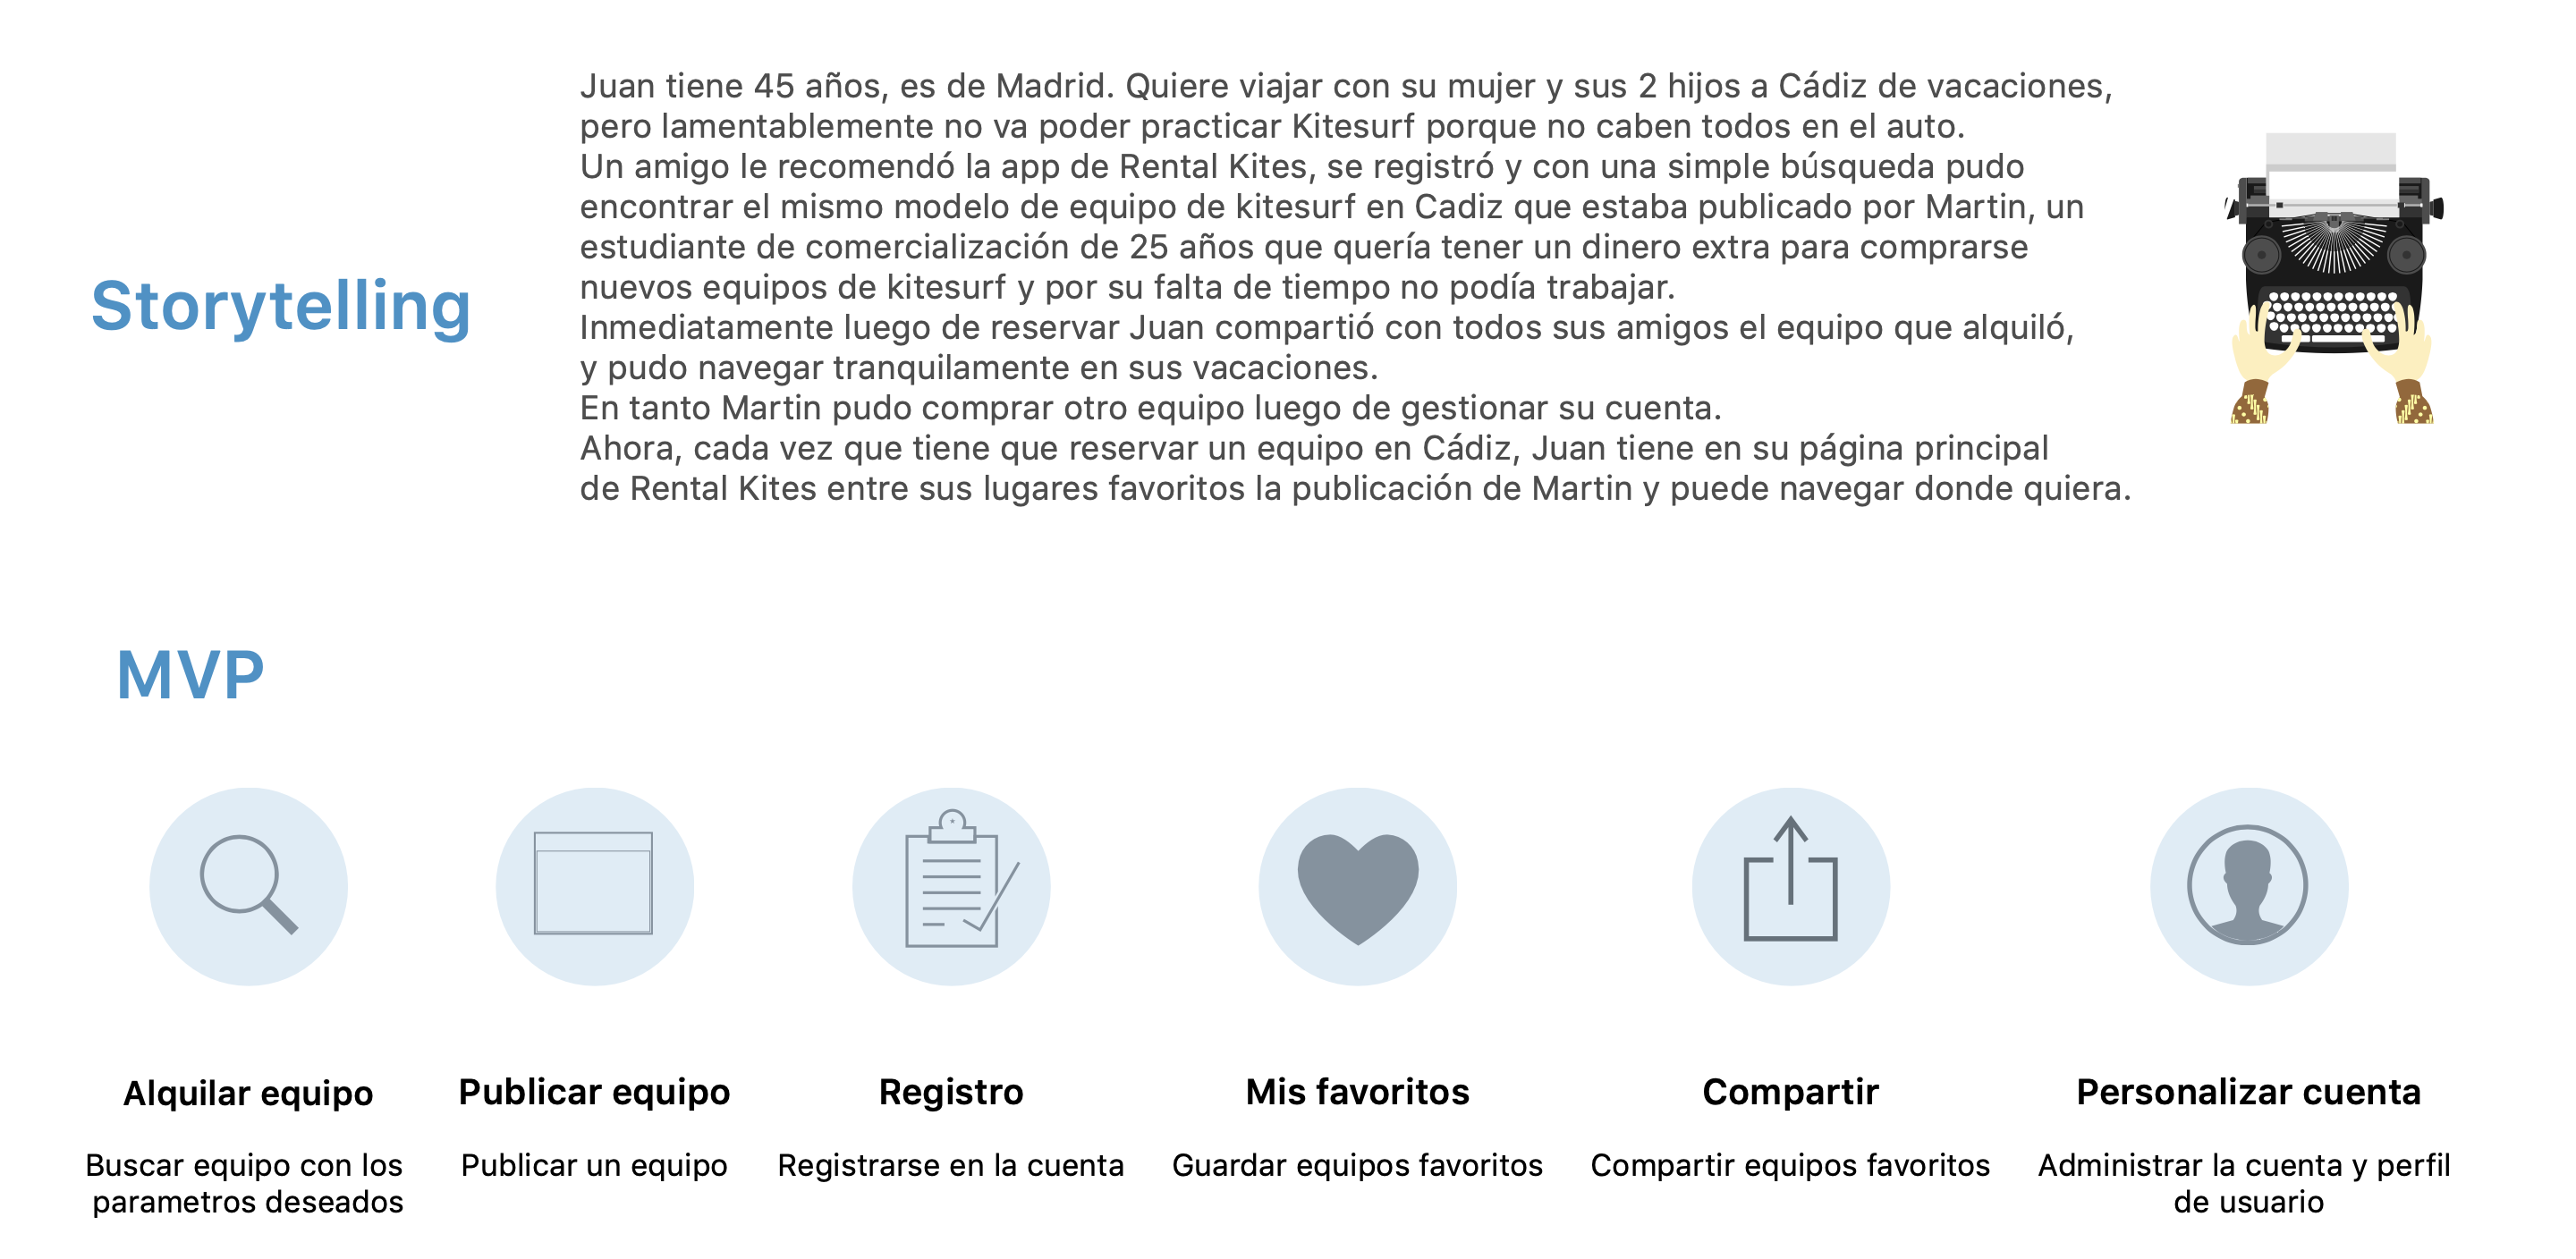 Storytelling
Juan tiene 45 años, es de Madrid. Quiere viajar con su mujer y sus 2 hijos a Cádiz de vacaciones,
pero lamentablemente no va poder practicar Kitesurf porque no caben todos en el auto.
Un amigo le recomendó la app de Rental Kites, se registró y con una simple búsqueda pudo
encontrar el mismo modelo de equipo de kitesurf en Cadiz que estaba publicado por Martin, un
estudiante de comercialización de 25 años que quería tener un dinero extra para comprarse
nuevos equipos de kitesurf y por su falta de tiempo no podía trabajar.
Inmediatamente luego de reservar Juan compartió con todos sus amigos el equipo que alquiló,
y pudo navegar tranquilamente en sus vacaciones.
En tanto Martin pudo comprar otro equipo luego de gestionar su cuenta.
Ahora, cada vez que tiene que reservar un equipo en Cádiz, Juan tiene en su página principal
de Rental Kites entre sus lugares favoritos la publicación de Martin y puede navegar donde quiera.
MVP
Alquilar equipo
Buscar equipo con los
parametros deseados
Publicar equipo
Publicar un equipo
Registro
Registrarse en la cuenta
Mis favoritos
Guardar equipos favoritos
Compartir
Compartir equipos favoritos
Personalizar cuenta
Administrar la cuenta y perfil
de usuario